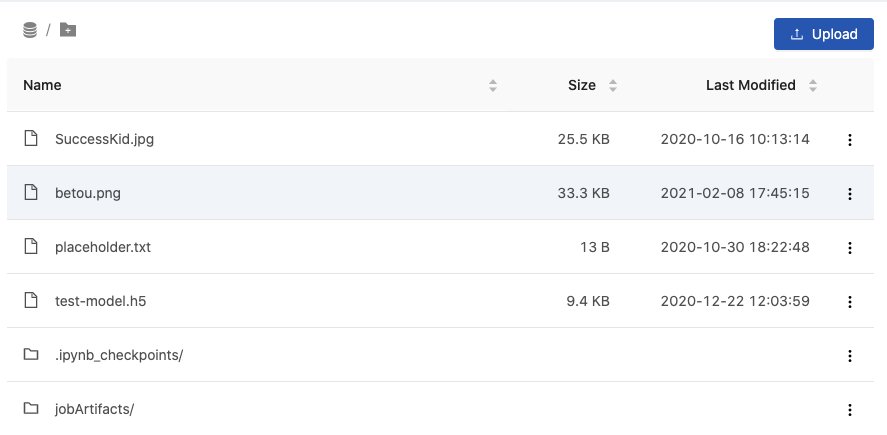 /
Upload
Name Size Last Modified
SuccessKid.jpg 25.5 KB 2020-10-16 10:13:14
betou.png 33.3 KB 2021-02-08 17:45:15
placeholder.txt 13 B 2020-10-30 18:22:48
test-model.h5 9.4 KB 2020-12-22 12:03:59
.ipynb_checkpoints/
jobArtifacts/